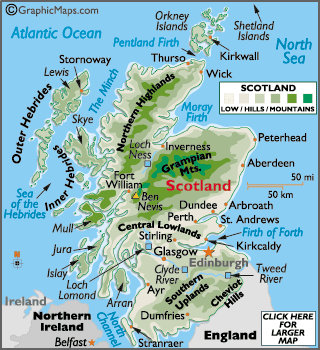 ©GraphicMaps.com
Orkney
Islands
Shetland
Islands
Atlantic Ocean
Pentland Firth
Kirkwall
North
Sea
Thurso
Wick
Stornoway
Lewis
The Minch
SCOTLAND
LOW / HILLS / MOUNTAINS
Outer Hebrides
Northern Highlands
Moray
Firth
Skye
Peterhead
Inverness
Loch
Ness
Grampian
Mts.
Aberdeen
Inner Hebrides
Fort
William
Scotland
50 mi
50 km
Sea
of the
Hebrides
Ben
Nevis
Dundee
Arbroath
Mull
Perth
St. Andrews
Central Lowlands
Firth of Forth
Jura
Stirling
Kirkcaldy
Islay
Glasgow
Edinburgh
Loch
Lomond
Clyde
River
Tweed
River
Arran
Ayr
Southern
Uplands
Cheviot
Hills
Ireland
Northern
Ireland
North
Channel
Dumfries
England
CLICK HERE
FOR
LARGER
MAP
Belfast
Stranraer